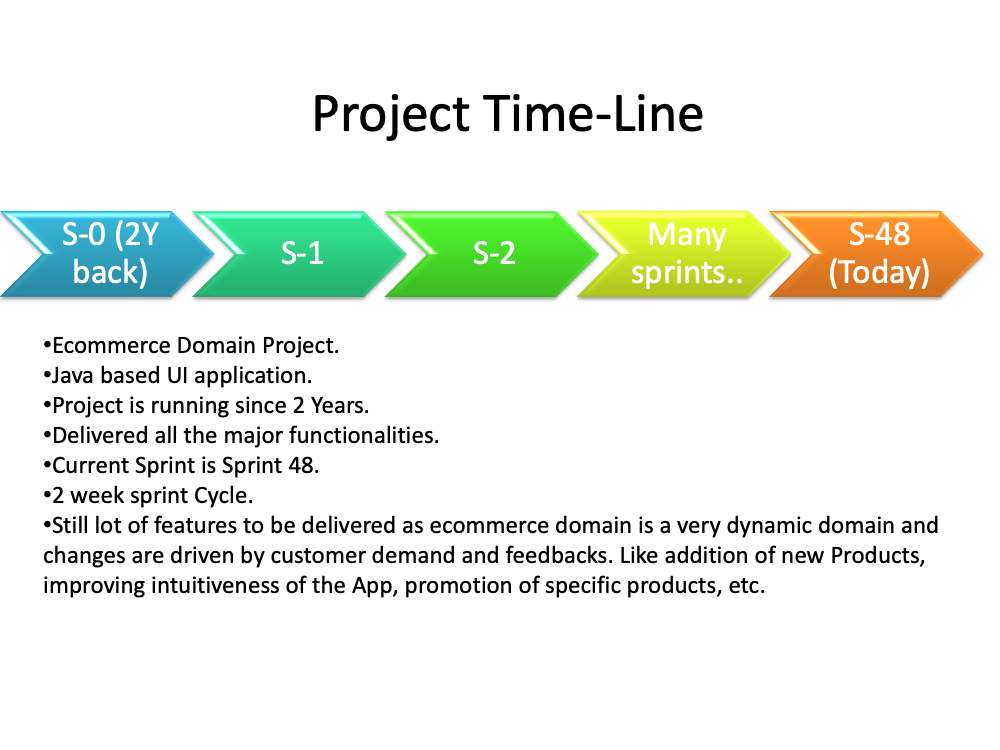 Project Time-Line
S-0 (2Y
back)
S-1
S-2
Many
sprints..
S-48
(Today)
•Ecommerce Domain Project.
•Java based UI application.
•Project is running since 2 Years.
•Delivered all the major functionalities.
•Current Sprint is Sprint 48.
•2 week sprint Cycle.
•Still lot of features to be delivered as ecommerce domain is a very dynamic domain and
changes are driven by customer demand and feedbacks. Like addition of new Products,
improving intuitiveness of the App, promotion of specific products, etc.